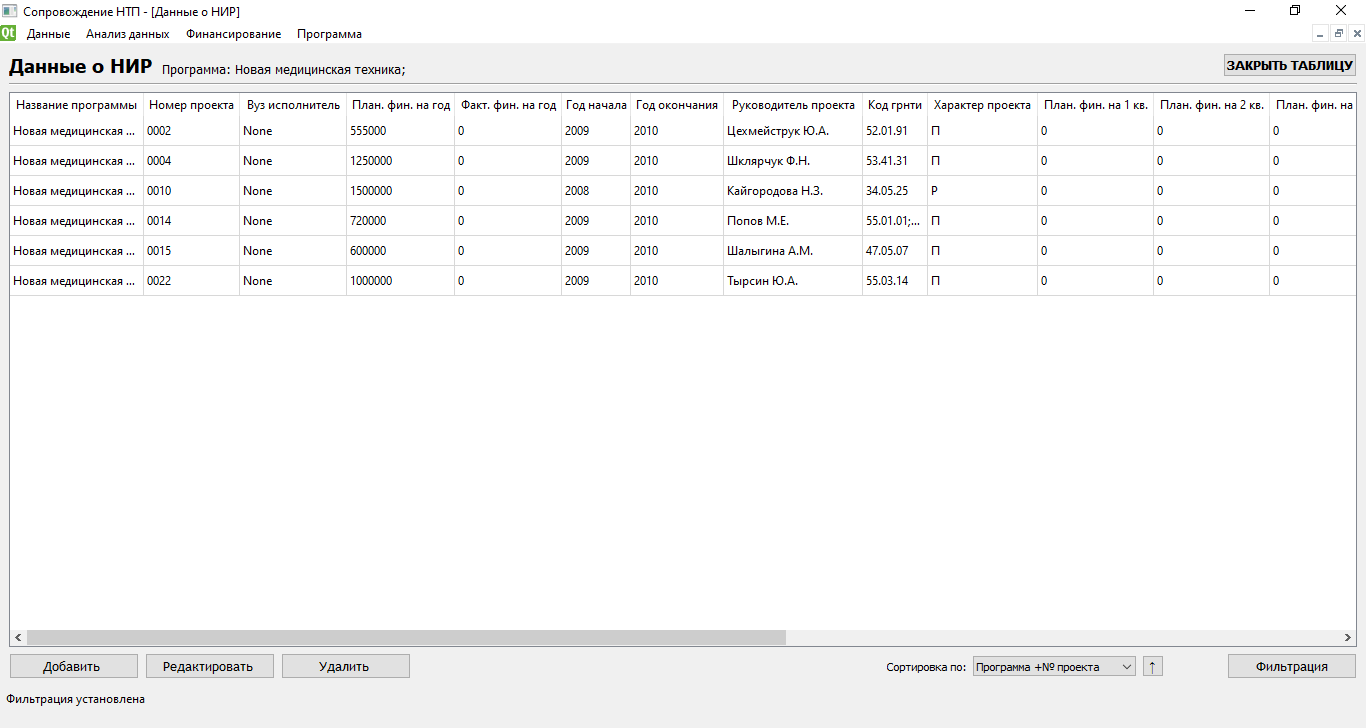 Сопровождение НТП - [Данные о НИР]
Qt Данные Анализ данных Финансирование Программа
Данные о НИР Программа: Новая медицинская техника; ЗАКРЫТЬ ТАБЛИЦУ
Название программы Номер проекта Вуз исполнитель План. фин. на год Факт. фин. на год Год начала Год окончания Руководитель проекта Код грнти Характер проекта План. фин. на 1 кв. План. фин. на 2 кв. План. фин. на
Новая медицинская ... 0002 None 555000 0 2009 2010 Цехмейструк Ю.А. 52.01.91 П 0 0 0
Новая медицинская ... 0004 None 1250000 0 2009 2010 Шклярчук Ф.Н. 53.41.31 П 0 0 0
Новая медицинская ... 0010 None 1500000 0 2008 2010 Кайгородова Н.З. 34.05.25 Р 0 0 0
Новая медицинская ... 0014 None 720000 0 2009 2010 Попов М.Е. 55.01.01;... П 0 0 0
Новая медицинская ... 0015 None 600000 0 2009 2010 Шалыгина А.М. 47.05.07 П 0 0 0
Новая медицинская ... 0022 None 1000000 0 2009 2010 Тырсин Ю.А. 55.03.14 П 0 0 0
Добавить Редактировать Удалить Сортировка по: Программа +№ проекта ↑ Фильтрация
Фильтрация установлена